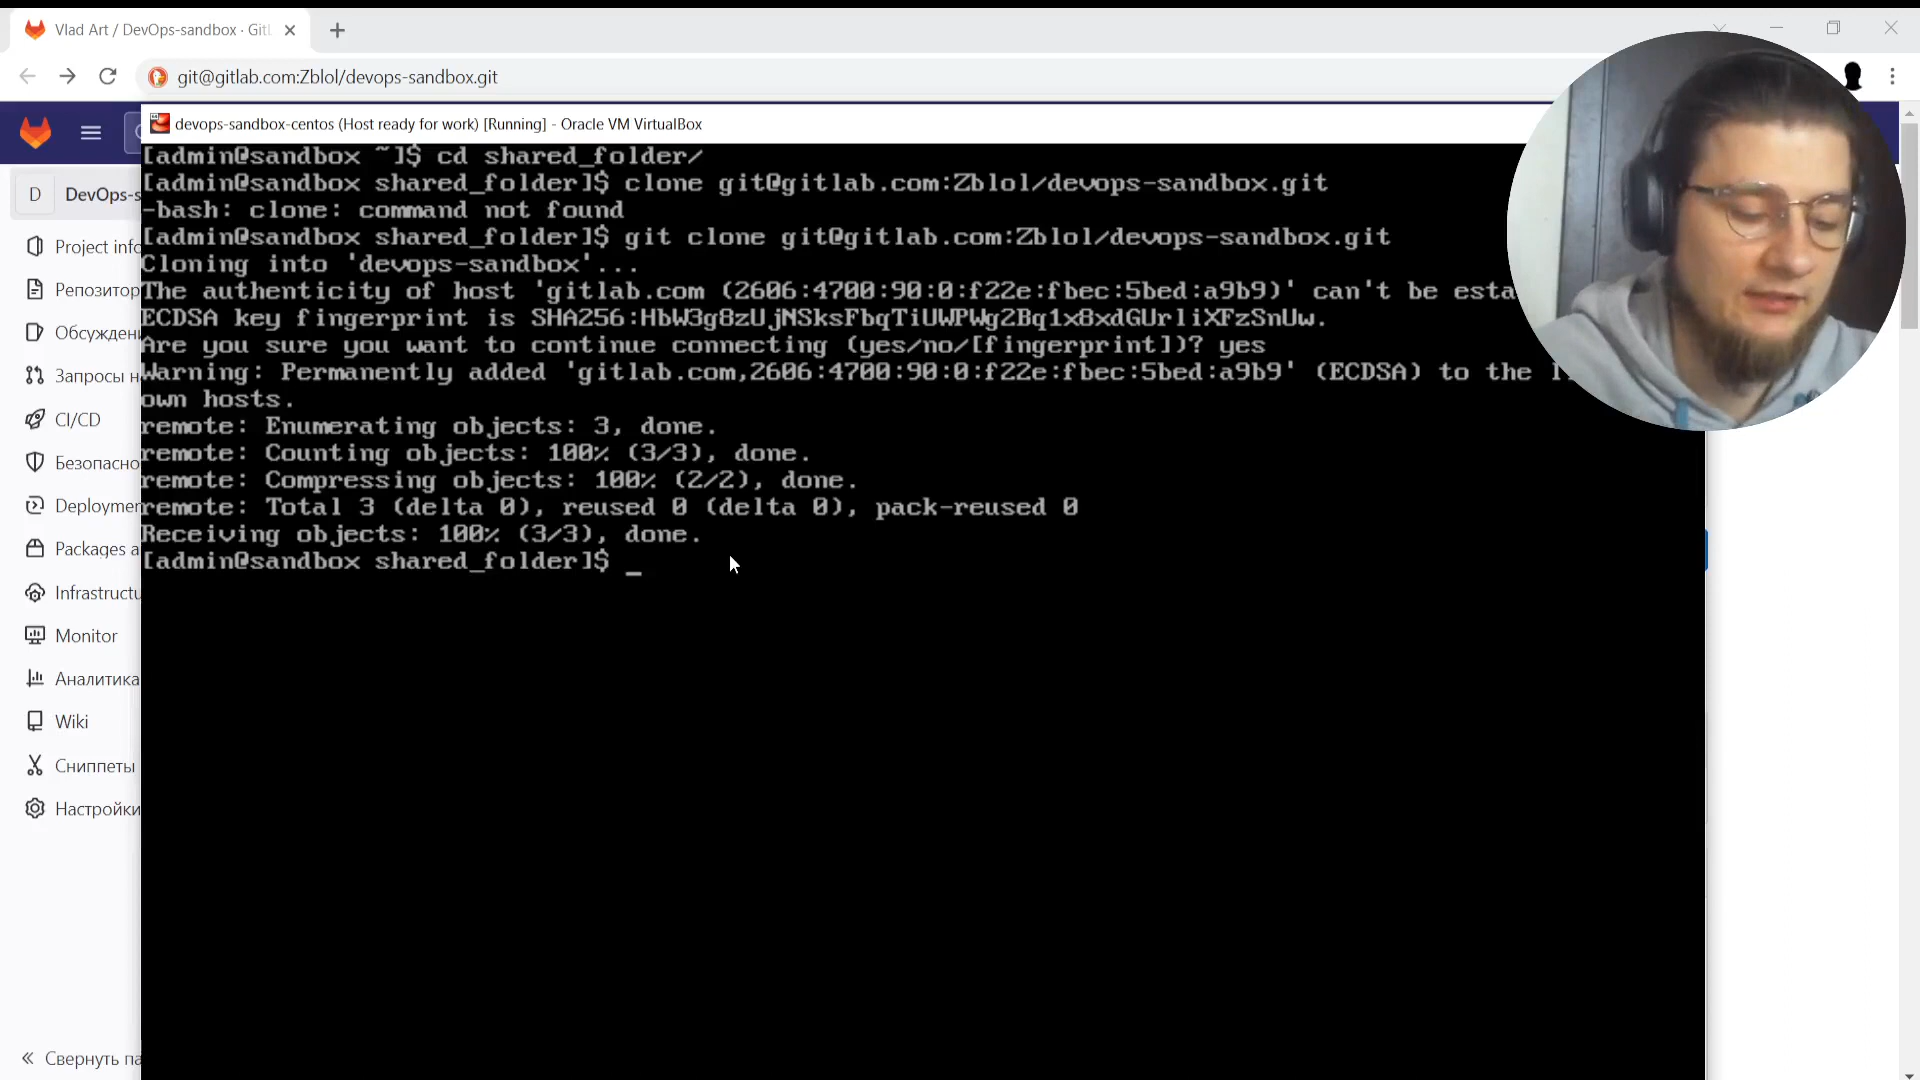 Vlad Art / DevOps-sandbox · GitL
git@gitlab.com:Zblol/devops-sandbox.git
devops-sandbox-centos (Host ready for work) [Running] - Oracle VM VirtualBox
[admin@sandbox ~]$ cd shared_folder/
[admin@sandbox shared_folder]$ clone git@gitlab.com:Zblol/devops-sandbox.git
-bash: clone: command not found
[admin@sandbox shared_folder]$ git clone git@gitlab.com:Zblol/devops-sandbox.git
Cloning into 'devops-sandbox'...
The authenticity of host 'gitlab.com (2606:4700:90:0:f22e:fbec:5bed:a9b9)' can't be esta
ECDSA key fingerprint is SHA256:HbW3g8zUjNSksFbqTiUWPWg2Bq1x8xdGUrliXFzSnUw.
Are you sure you want to continue connecting (yes/no/[fingerprint])? yes
Warning: Permanently added 'gitlab.com,2606:4700:90:0:f22e:fbec:5bed:a9b9' (ECDSA) to the
own hosts.
remote: Enumerating objects: 3, done.
remote: Counting objects: 100% (3/3), done.
remote: Compressing objects: 100% (2/2), done.
remote: Total 3 (delta 0), reused 0 (delta 0), pack-reused 0
Receiving objects: 100% (3/3), done.
[admin@sandbox shared_folder]$ _
D DevOps-s
Project info
Репозитор
Обсужден
Запросы н
CI/CD
Безопасно
Deploymen
Packages a
Infrastructu
Monitor
Аналитика
Wiki
Сниппеты
Настройки
« Свернуть па